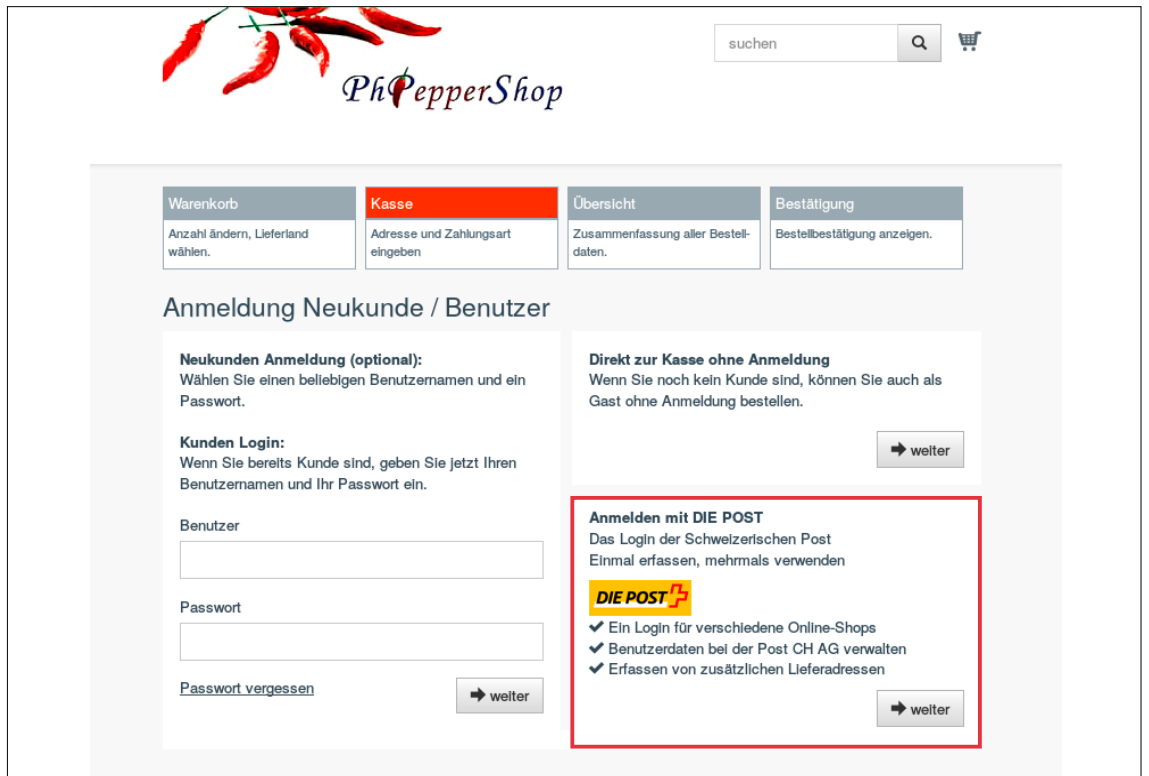 PhPepperShop
suchen
Warenkorb
Anzahl ändern, Lieferland
wählen.
Kasse
Adresse und Zahlungsart
eingeben
Übersicht
Zusammenfassung aller Bestell-
daten.
Bestätigung
Bestellbestätigung anzeigen.
Anmeldung Neukunde / Benutzer
Neukunden Anmeldung (optional):
Wählen Sie einen beliebigen Benutzernamen und ein
Passwort.
Kunden Login:
Wenn Sie bereits Kunde sind, geben Sie jetzt Ihren
Benutzernamen und Ihr Passwort ein.
Benutzer
Passwort
Passwort vergessen
weiter
Direkt zur Kasse ohne Anmeldung
Wenn Sie noch kein Kunde sind, können Sie auch als
Gast ohne Anmeldung bestellen.
weiter
Anmelden mit DIE POST
Das Login der Schweizerischen Post
Einmal erfassen, mehrmals verwenden
DIE POST
✔ Ein Login für verschiedene Online-Shops
✔ Benutzerdaten bei der Post CH AG verwalten
✔ Erfassen von zusätzlichen Lieferadressen
weiter